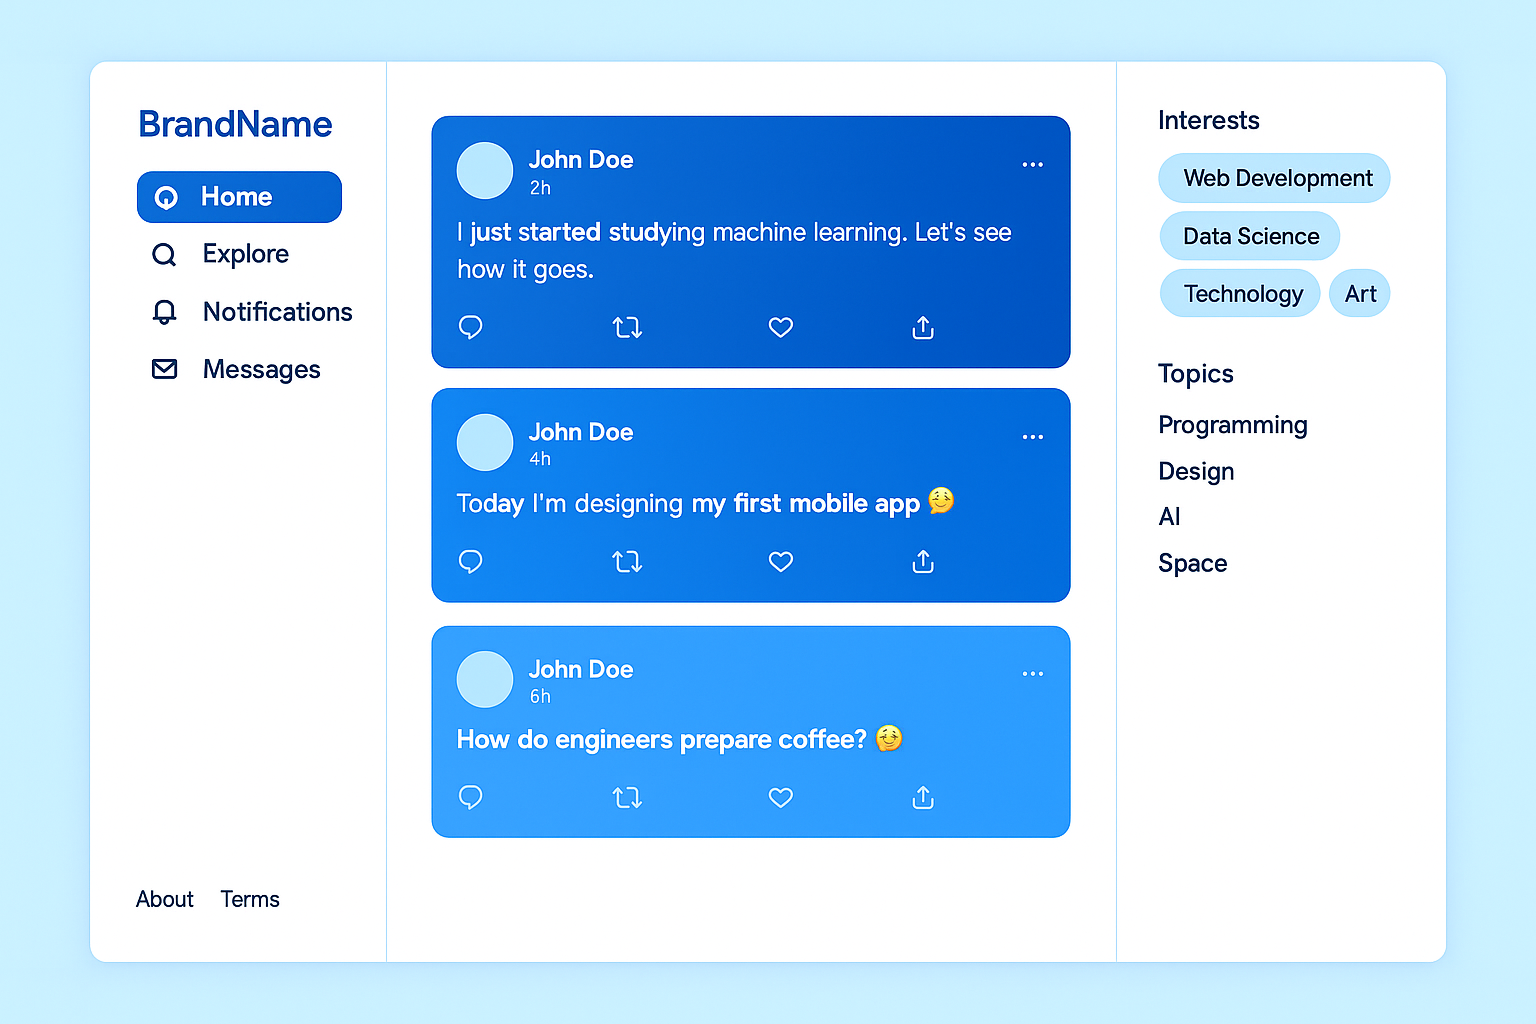 BrandName
Home
Explore
Notifications
Messages
About Terms
John Doe
2h
I just started studying machine learning. Let's see
how it goes.
John Doe
4h
Today I'm designing my first mobile app
John Doe
6h
How do engineers prepare coffee?
Interests
Web Development
Data Science
Technology Art
Topics
Programming
Design
AI
Space